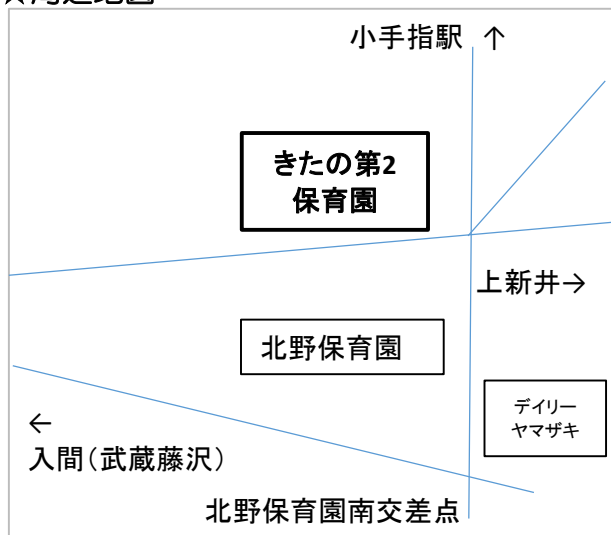 小手指駅 ↑
きたの第2
保育園
上新井→
北野保育園
デイリー
ヤマザキ
←
入間(武蔵藤沢)
北野保育園南交差点